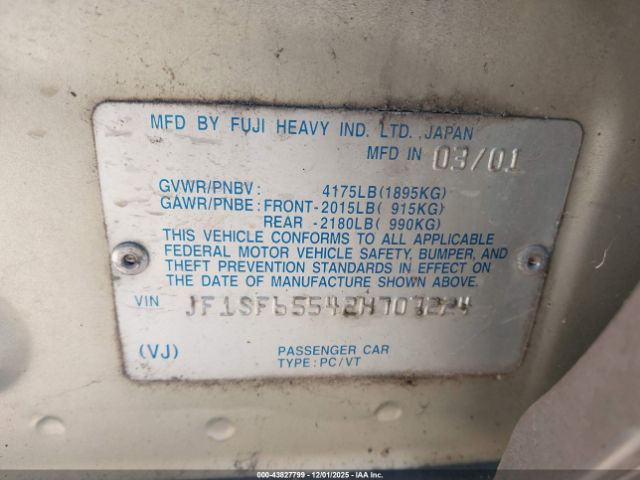 MFD BY FUJI HEAVY IND. LTD. JAPAN
MFD IN 03/01
GVWR/PNBV : 4175LB(1895KG)
GAWR/PNBE : FRONT-2015LB( 915KG)
REAR -2180LB( 990KG)
THIS VEHICLE CONFORMS TO ALL APPLICABLE
FEDERAL MOTOR VEHICLE SAFETY, BUMPER, AND
THEFT PREVENTION STANDARDS IN EFFECT ON
THE DATE OF MANUFACTURE SHOWN ABOVE.
VIN JF1SF65542H707224
(VJ) PASSENGER CAR
TYPE : PC/VT
000-43827799 - 12/01/2025 - IAA Inc.